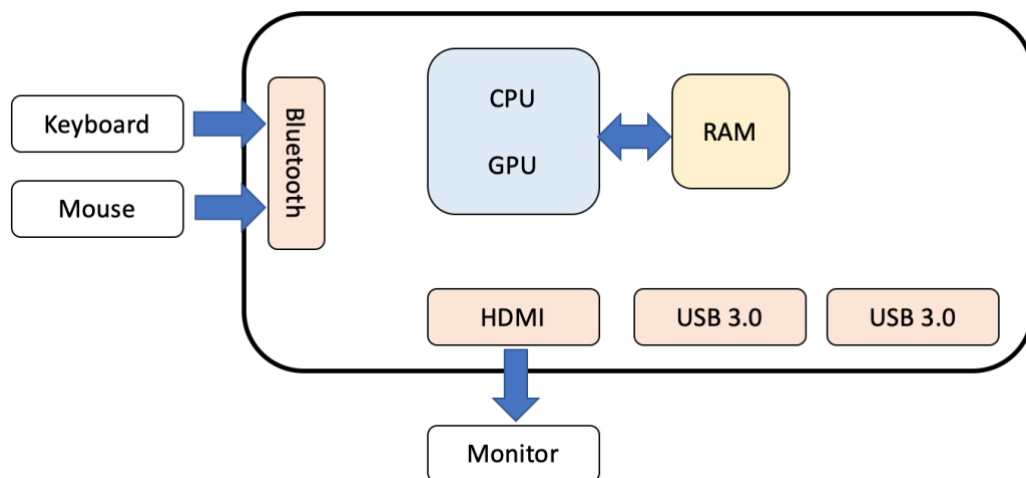 Keyboard
Mouse
Bluetooth
CPU
GPU
RAM
HDMI
USB 3.0
USB 3.0
Monitor